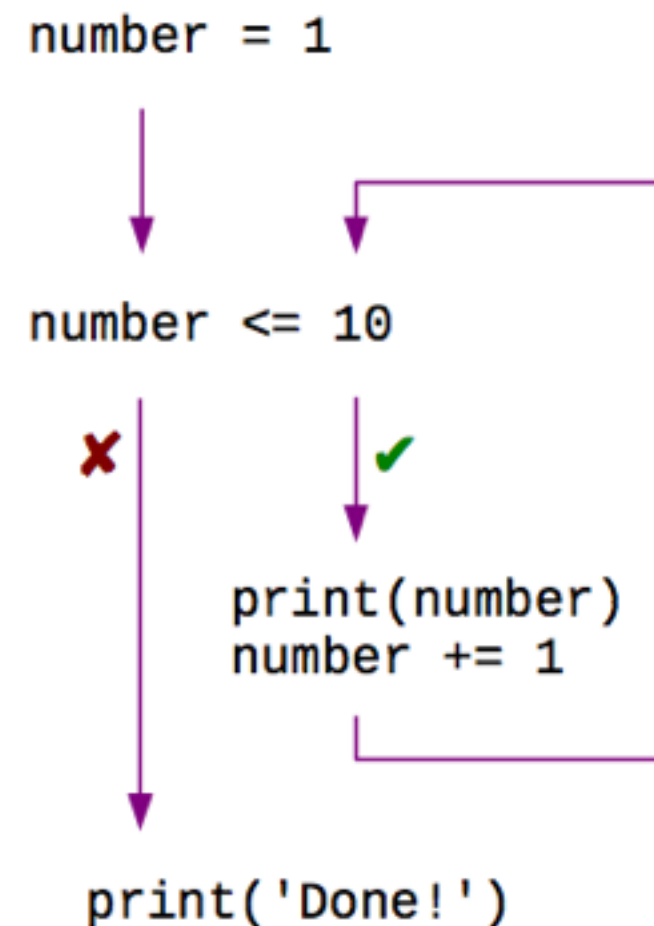 number = 1
number <= 10
✘
✔
print(number)
number += 1
print('Done!')